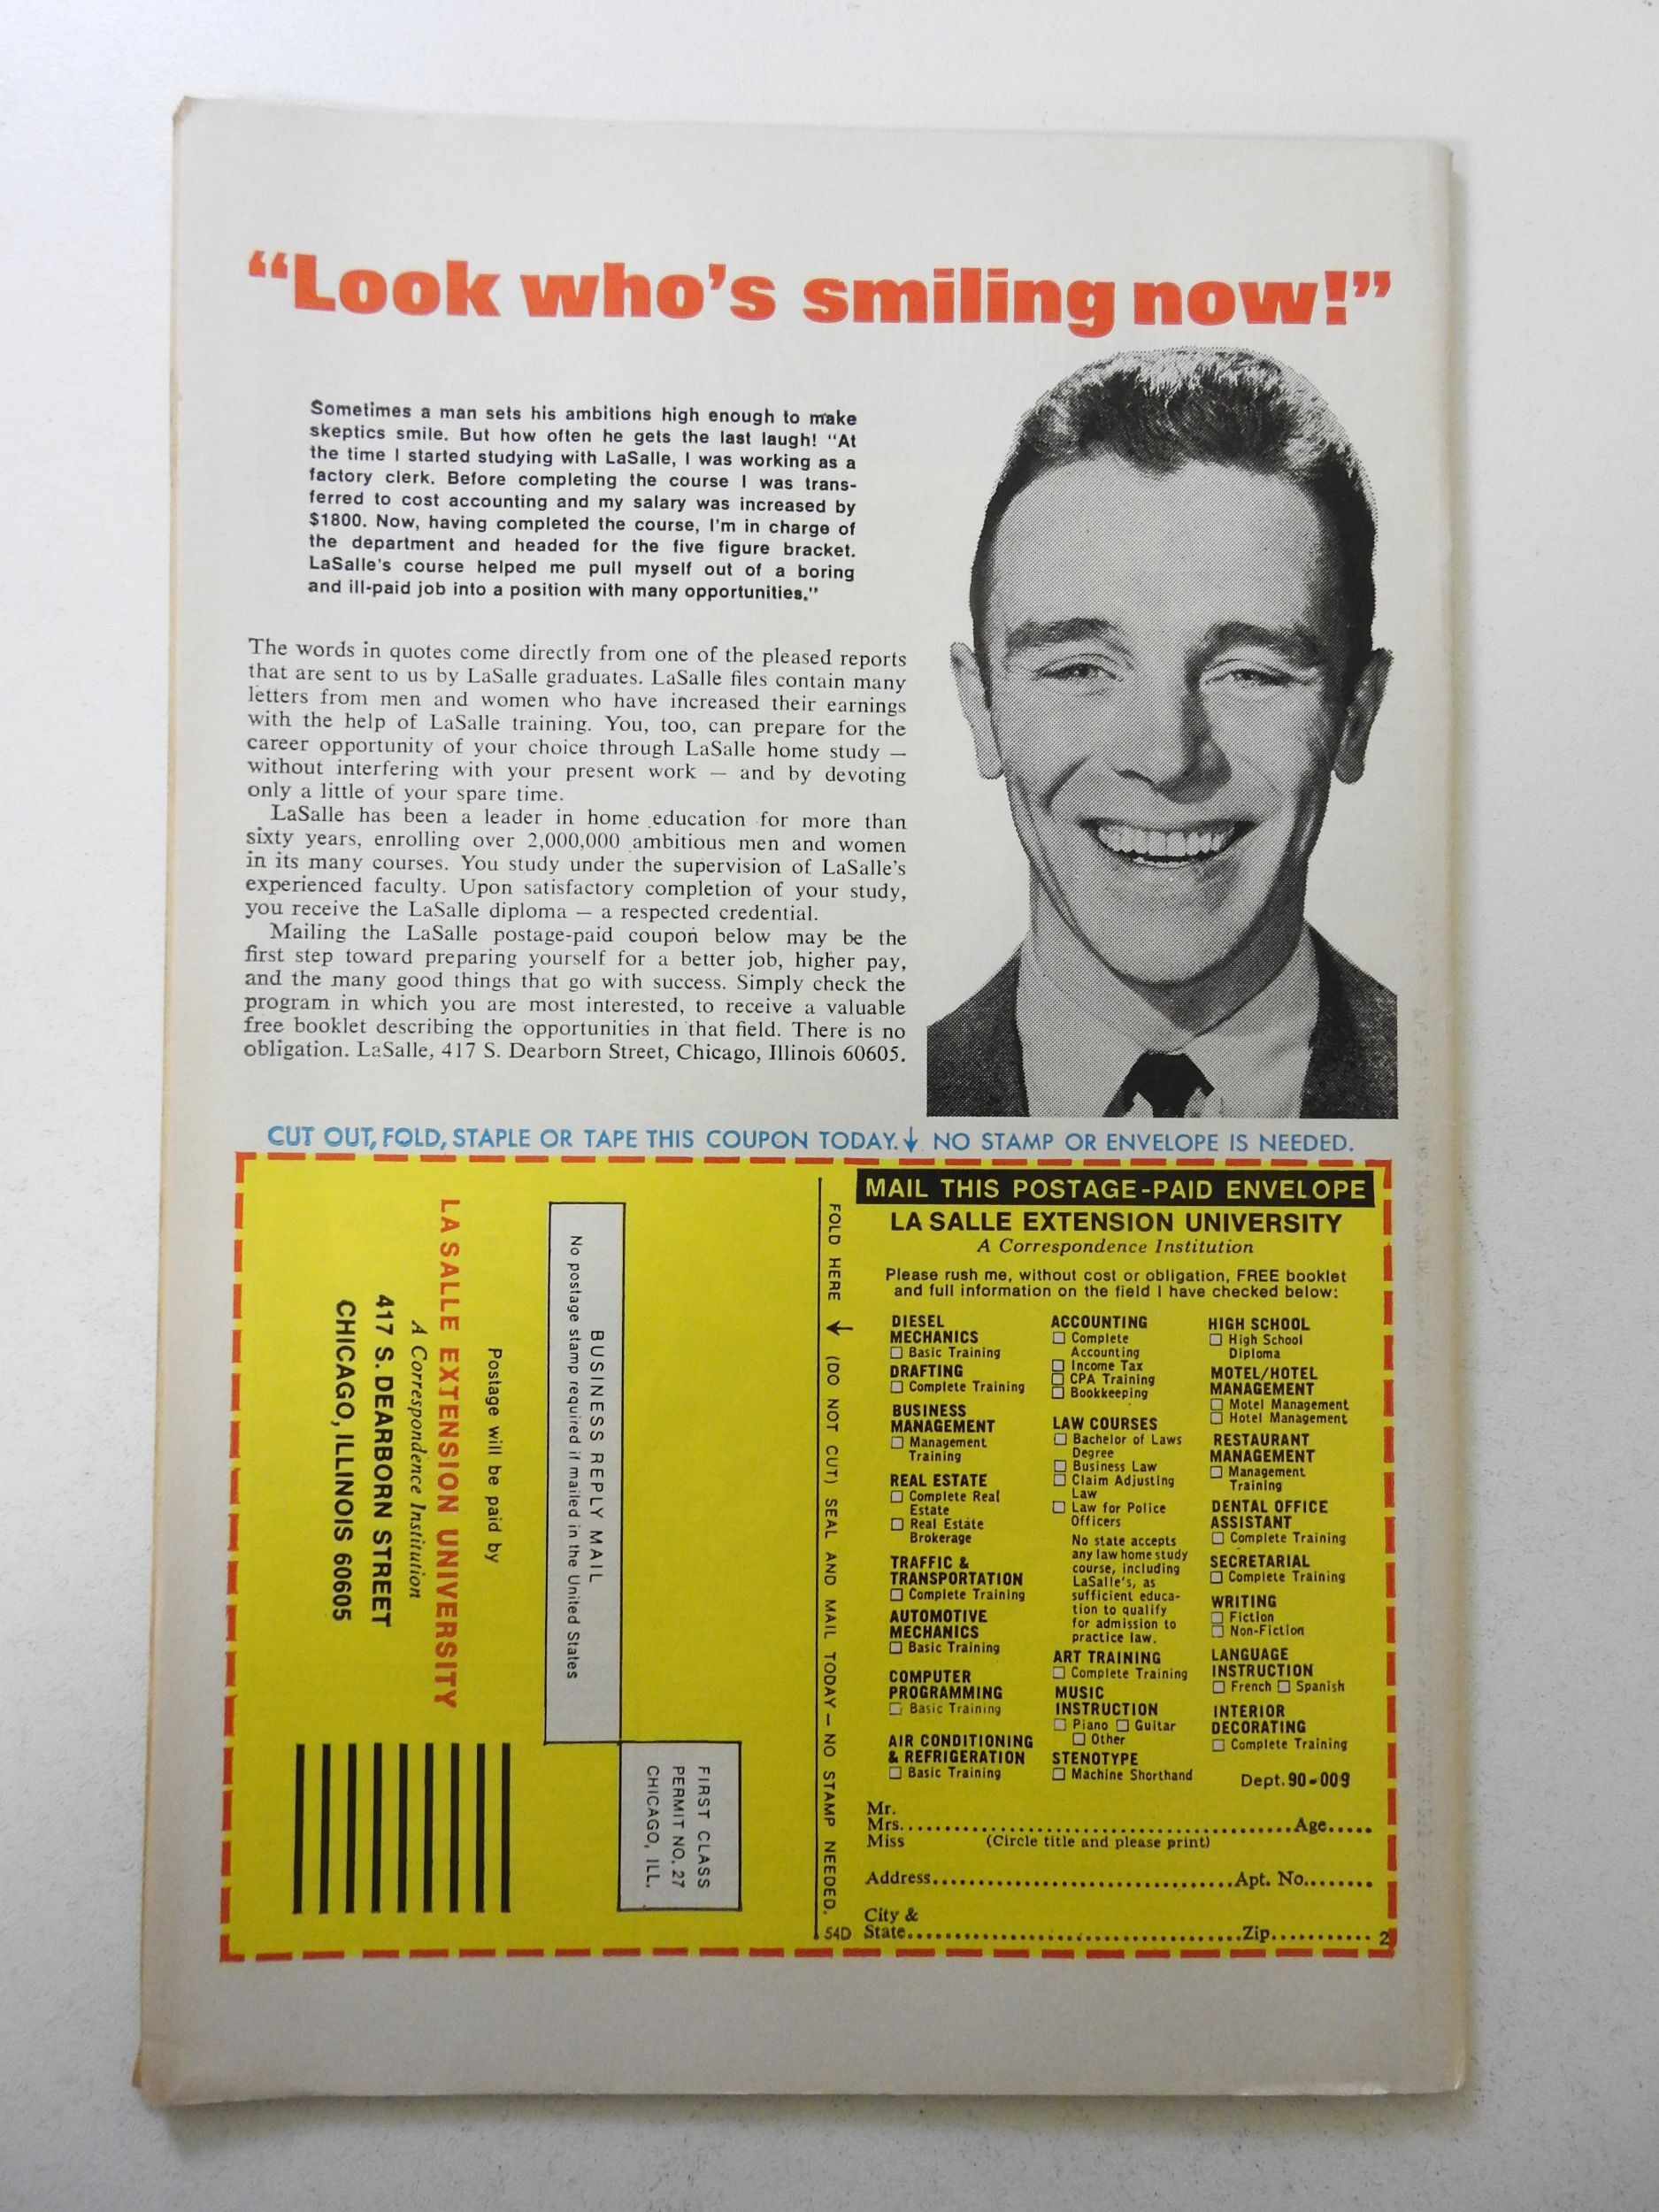 “Look who’s smiling now!”
Sometimes a man sets his ambitions high enough to make
skeptics smile. But how often he gets the last laugh! “At
the time I started studying with LaSalle, I was working as a
factory clerk. Before completing the course I was trans-
ferred to cost accounting and my salary was increased by
$1800. Now, having completed the course, I'm in charge of
the department and headed for the five figure bracket.
LaSalle's course helped me pull myself out of a boring
and ill-paid job into a position with many opportunities."
The words in quotes come directly from one of the pleased reports
that are sent to us by LaSalle graduates. LaSalle files contain many
letters from men and women who have increased their earnings
with the help of LaSalle training. You, too, can prepare for the
career opportunity of your choice through LaSalle home study —
without interfering with your present work — and by devoting
only a little of your spare time.
LaSalle has been a leader in home education for more than
sixty years, enrolling over 2,000,000 ambitious men and women
in its many courses. You study under the supervision of LaSalle's
experienced faculty. Upon satisfactory completion of your study,
you receive the LaSalle diploma — a respected credential.
Mailing the LaSalle postage-paid coupon below may be the
first step toward preparing yourself for a better job, higher pay,
and the many good things that go with success. Simply check the
program in which you are most interested, to receive a valuable
free booklet describing the opportunities in that field. There is no
obligation. LaSalle, 417 S. Dearborn Street, Chicago, Illinois 60605.
CUT OUT, FOLD, STAPLE OR TAPE THIS COUPON TODAY. ↓ NO STAMP OR ENVELOPE IS NEEDED.
FIRST CLASS
PERMIT NO. 27
CHICAGO, ILL.
BUSINESS REPLY MAIL
No postage stamp required if mailed in the United States
Postage will be paid by
LA SALLE EXTENSION UNIVERSITY
A Correspondence Institution
417 S. DEARBORN STREET
CHICAGO, ILLINOIS 60605
FOLD HERE ↓ (DO NOT CUT) SEAL AND MAIL TODAY — NO STAMP NEEDED.
54D
MAIL THIS POSTAGE-PAID ENVELOPE
LA SALLE EXTENSION UNIVERSITY
A Correspondence Institution
Please rush me, without cost or obligation, FREE booklet
and full information on the field I have checked below:
DIESEL
MECHANICS
☐ Basic Training
DRAFTING
☐ Complete Training
BUSINESS
MANAGEMENT
☐ Management
Training
REAL ESTATE
☐ Complete Real
Estate
☐ Real Estate
Brokerage
TRAFFIC &
TRANSPORTATION
☐ Complete Training
AUTOMOTIVE
MECHANICS
☐ Basic Training
COMPUTER
PROGRAMMING
☐ Basic Training
AIR CONDITIONING
& REFRIGERATION
☐ Basic Training
ACCOUNTING
☐ Complete
Accounting
☐ Income Tax
☐ CPA Training
☐ Bookkeeping
LAW COURSES
☐ Bachelor of Laws
Degree
☐ Business Law
☐ Claim Adjusting
Law
☐ Law for Police
Officers
No state accepts
any law home study
course, including
LaSalle's, as
sufficient educa-
tion to qualify
for admission to
practice law.
ART TRAINING
☐ Complete Training
MUSIC
INSTRUCTION
☐ Piano ☐ Guitar
☐ Other
STENOTYPE
☐ Machine Shorthand
HIGH SCHOOL
☐ High School
Diploma
MOTEL/HOTEL
MANAGEMENT
☐ Motel Management
☐ Hotel Management
RESTAURANT
MANAGEMENT
☐ Management
Training
DENTAL OFFICE
ASSISTANT
☐ Complete Training
SECRETARIAL
☐ Complete Training
WRITING
☐ Fiction
☐ Non-Fiction
LANGUAGE
INSTRUCTION
☐ French ☐ Spanish
INTERIOR
DECORATING
☐ Complete Training
Dept. 90-009
Mr.
Mrs. Age
Miss (Circle title and please print)
Address Apt. No.
City &
State Zip
2